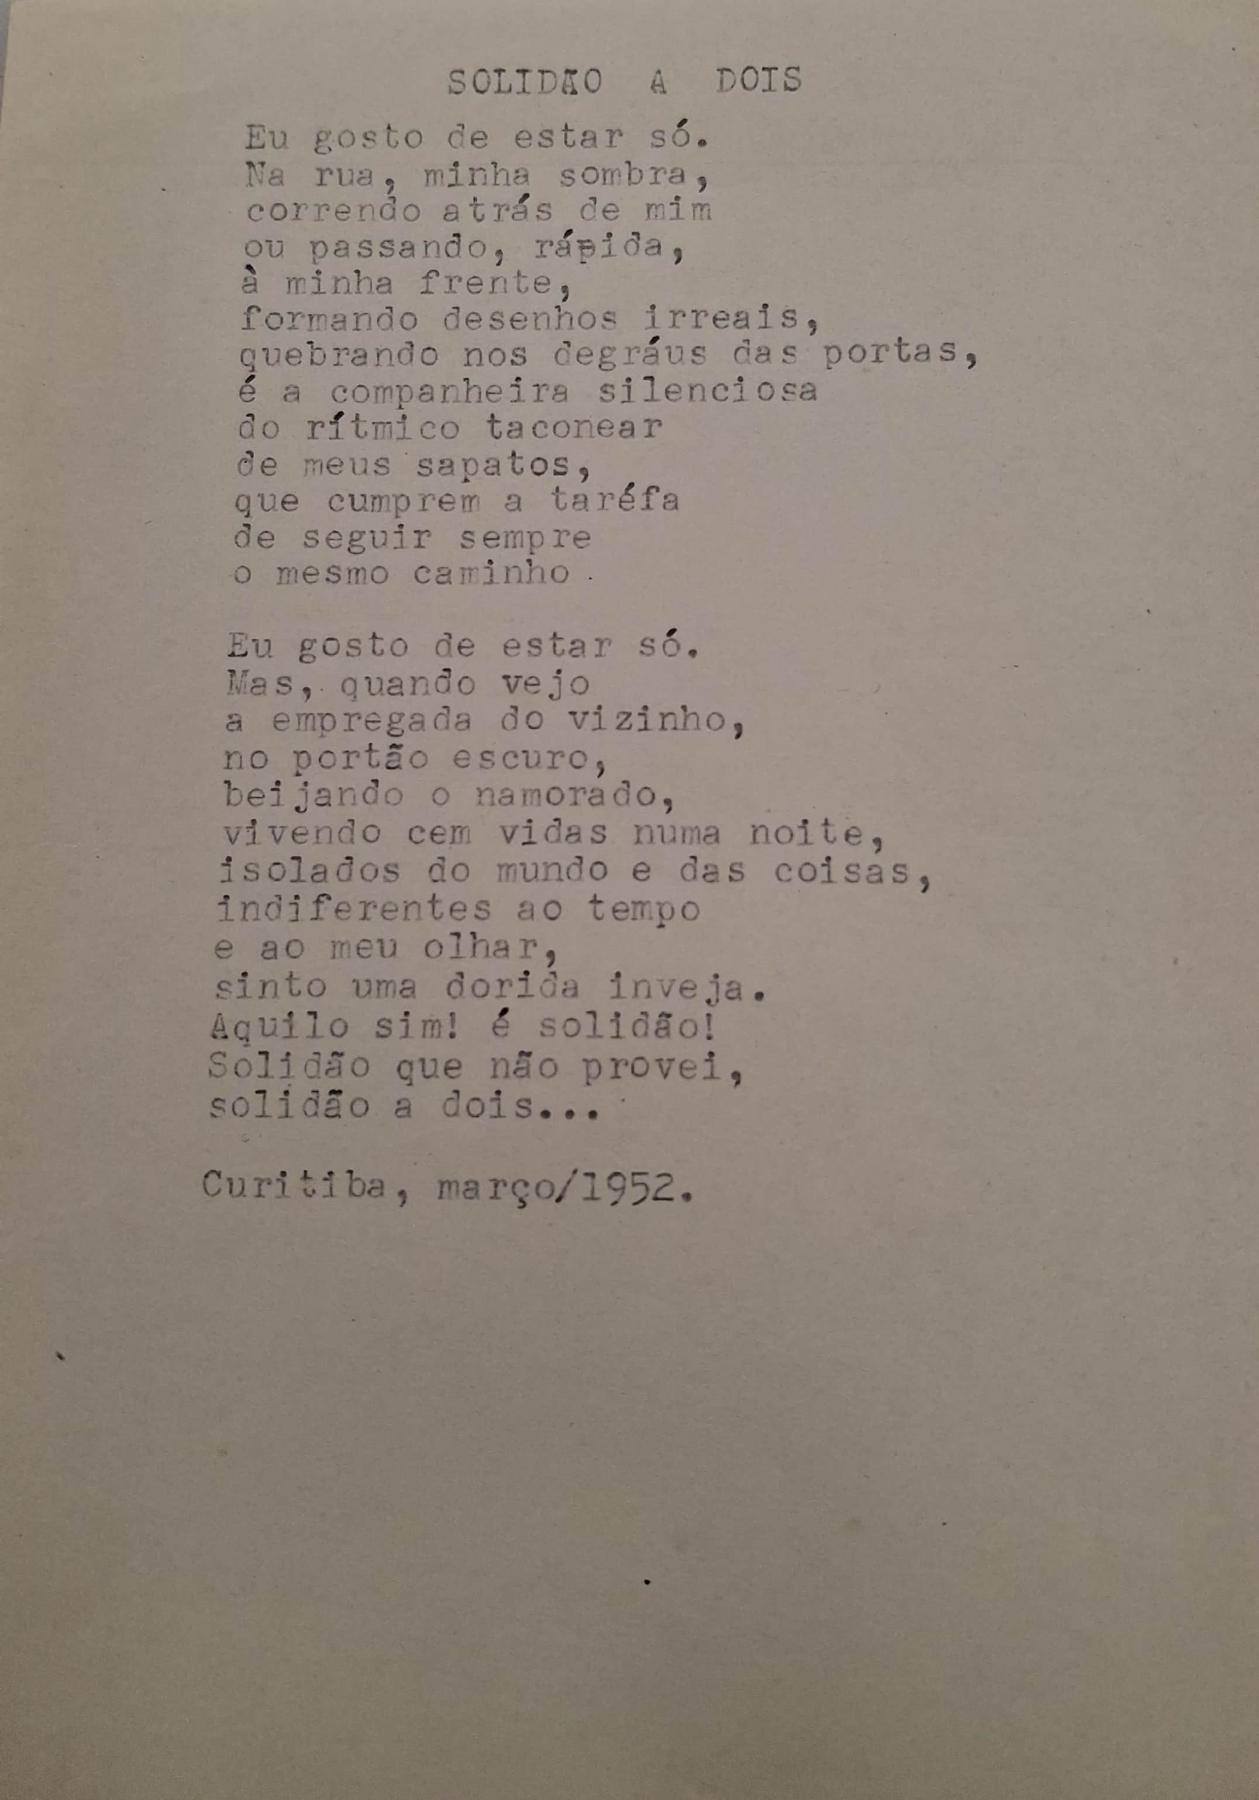 SOLIDÃO A DOIS
Eu gosto de estar só.
Na rua, minha sombra,
correndo atrás de mim
ou passando, rápida,
à minha frente,
formando desenhos irreais,
quebrando nos degráus das portas,
é a companheira silenciosa
do rítmico taconear
de meus sapatos,
que cumprem a taréfa
de seguir sempre
o mesmo caminho.
Eu gosto de estar só.
Mas, quando vejo
a empregada do vizinho,
no portão escuro,
beijando o namorado,
vivendo cem vidas numa noite,
isolados do mundo e das coisas,
indiferentes ao tempo
e ao meu olhar,
sinto uma dorida inveja.
Aquilo sim! é solidão!
Solidão que não provei,
solidão a dois...
Curitiba, março/1952.